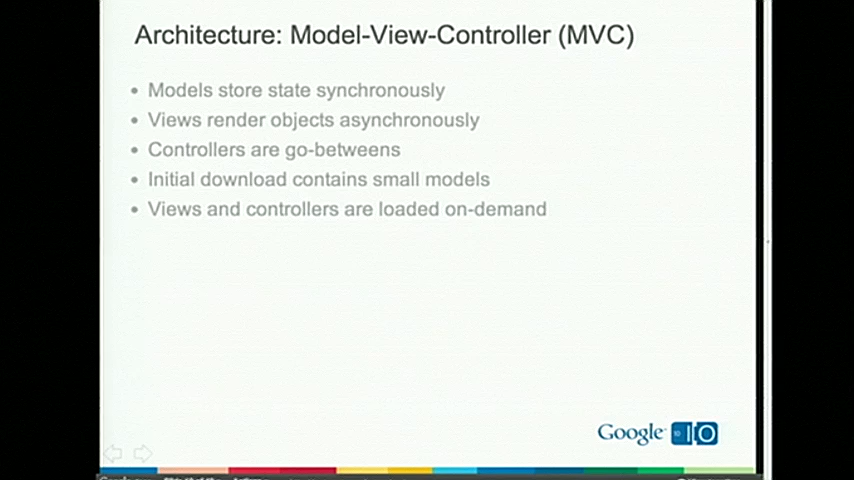 Architecture: Model-View-Controller (MVC)
• Models store state synchronously
• Views render objects asynchronously
• Controllers are go-betweens
• Initial download contains small models
• Views and controllers are loaded on-demand
Google IO